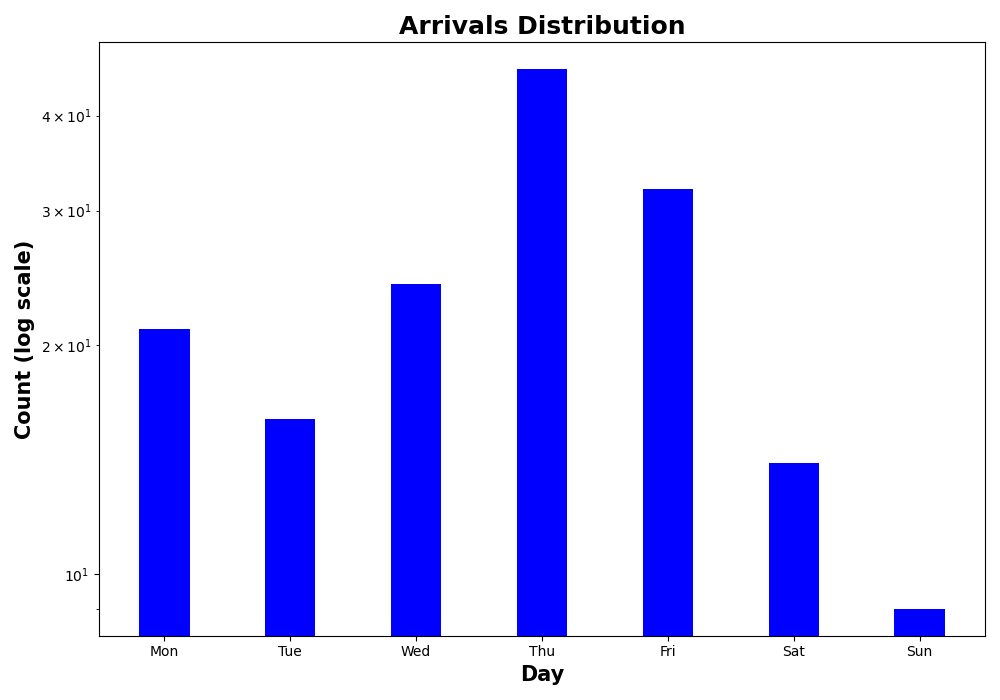 Arrivals Distribution
Count (log scale)
4 × 10¹
3 × 10¹
2 × 10¹
10¹
Mon Tue Wed Thu Fri Sat Sun
Day